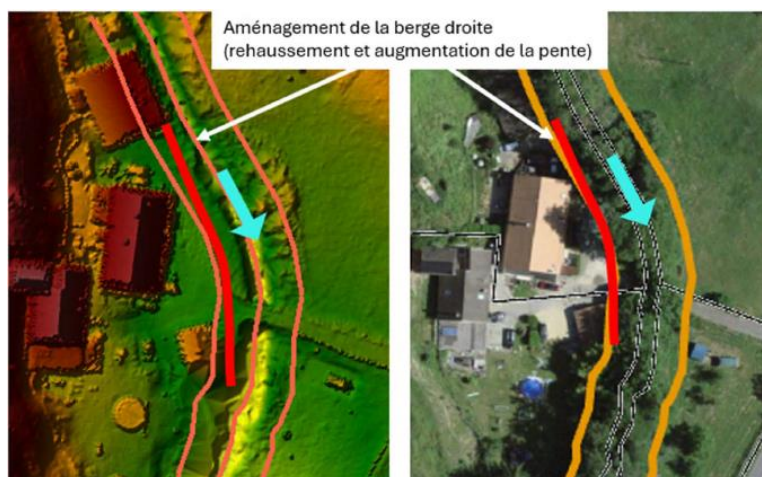 Aménagement de la berge droite
(rehaussement et augmentation de la pente)